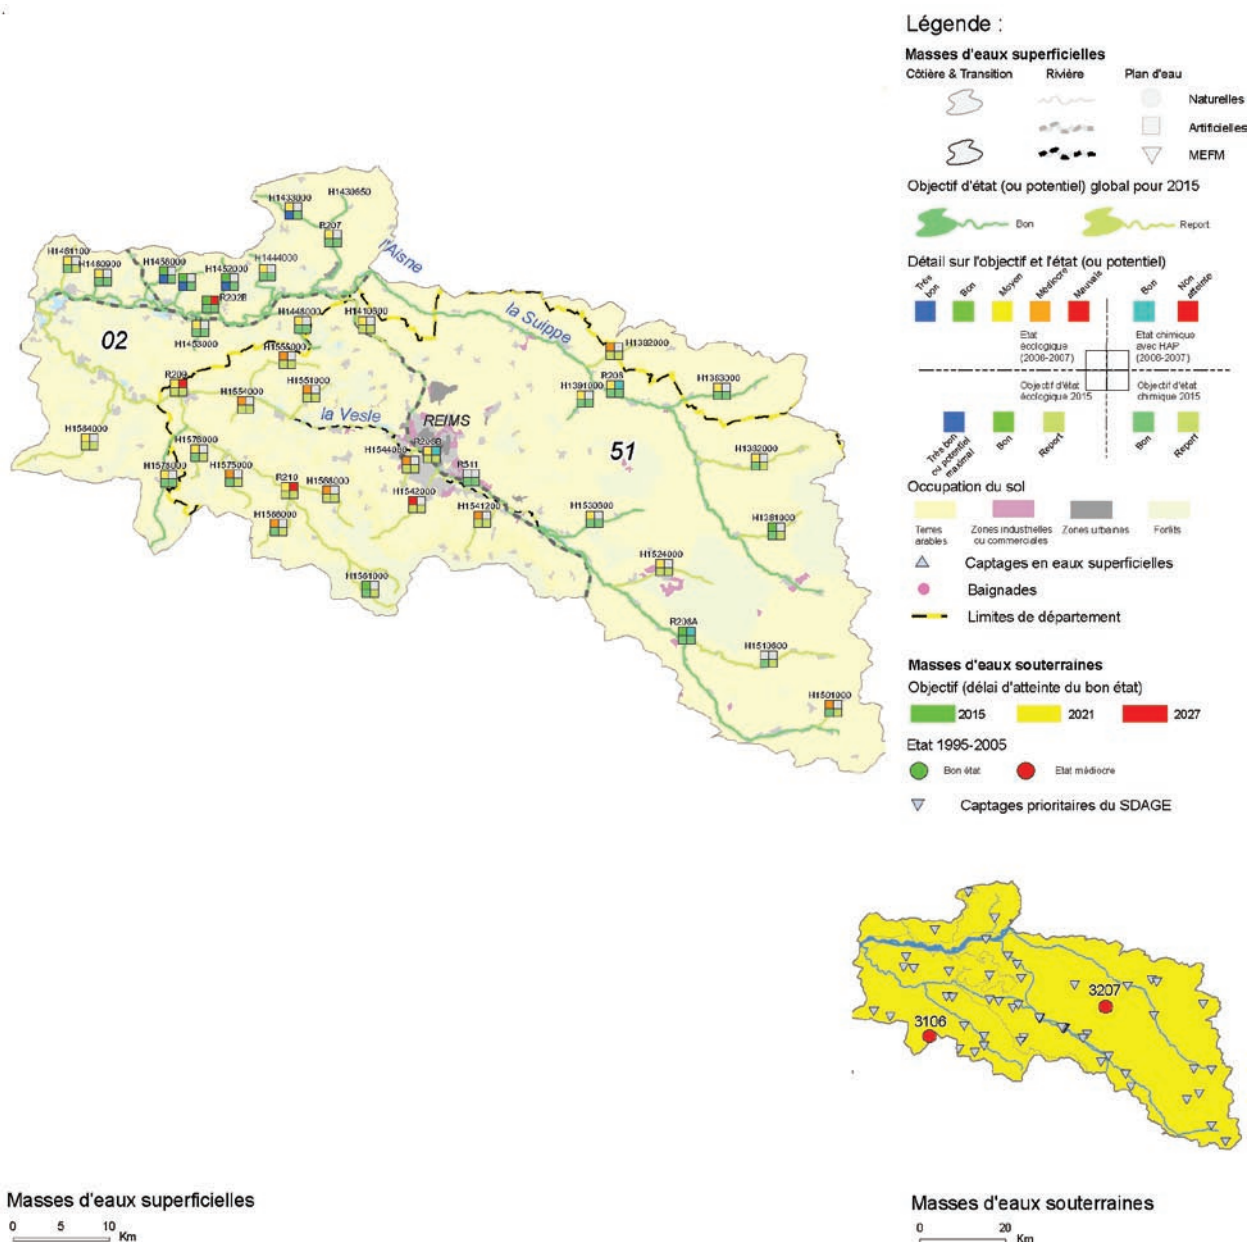 Légende :
Masses d'eaux superficielles
Côtière & Transition Rivière Plan d'eau
Naturelles
Artificielles
MEFM
Objectif d'état (ou potentiel) global pour 2015
Bon Report
Détail sur l'objectif et l'état (ou potentiel)
Très bon
Bon
Moyen
Médiocre
Mauvais
Bon
Non atteinte
Etat écologique (2006-2007)
Etat chimique avec HAP (2006-2007)
Objectif d'état écologique 2015
Objectif d'état chimique 2015
Très bon ou potentiel maximal
Bon
Report
Bon
Report
Occupation du sol
Terres arables
Zones industrielles ou commerciales
Zones urbaines
Forêts
Captages en eaux superficielles
Baignades
Limites de département
Masses d'eaux souterraines
Objectif (délai d'atteinte du bon état)
2015 2021 2027
Etat 1995-2005
Bon état Etat médiocre
Captages prioritaires du SDAGE
H1433000
H1430650
R207
l'Aisne
H1461100
H1460900
H1458000
H1452000
H1444000
R202B
la Suippe
02
H1453000
H1448000
H1410600
H1302000
H1555000
R209
H1554000
H1551000
R206
H1391000
H1363000
la Vesle
REIMS
51
H1584000
H1576000
H1578000
H1575000
H1544000
R208B
R511
R210
H1568000
H1542000
H1541200
H1566000
H1530500
H1381000
H1561000
H1524000
R208A
H1510600
H1501000
3207
3106
Masses d'eaux superficielles
0 5 10
Km
Masses d'eaux souterraines
0 20
Km